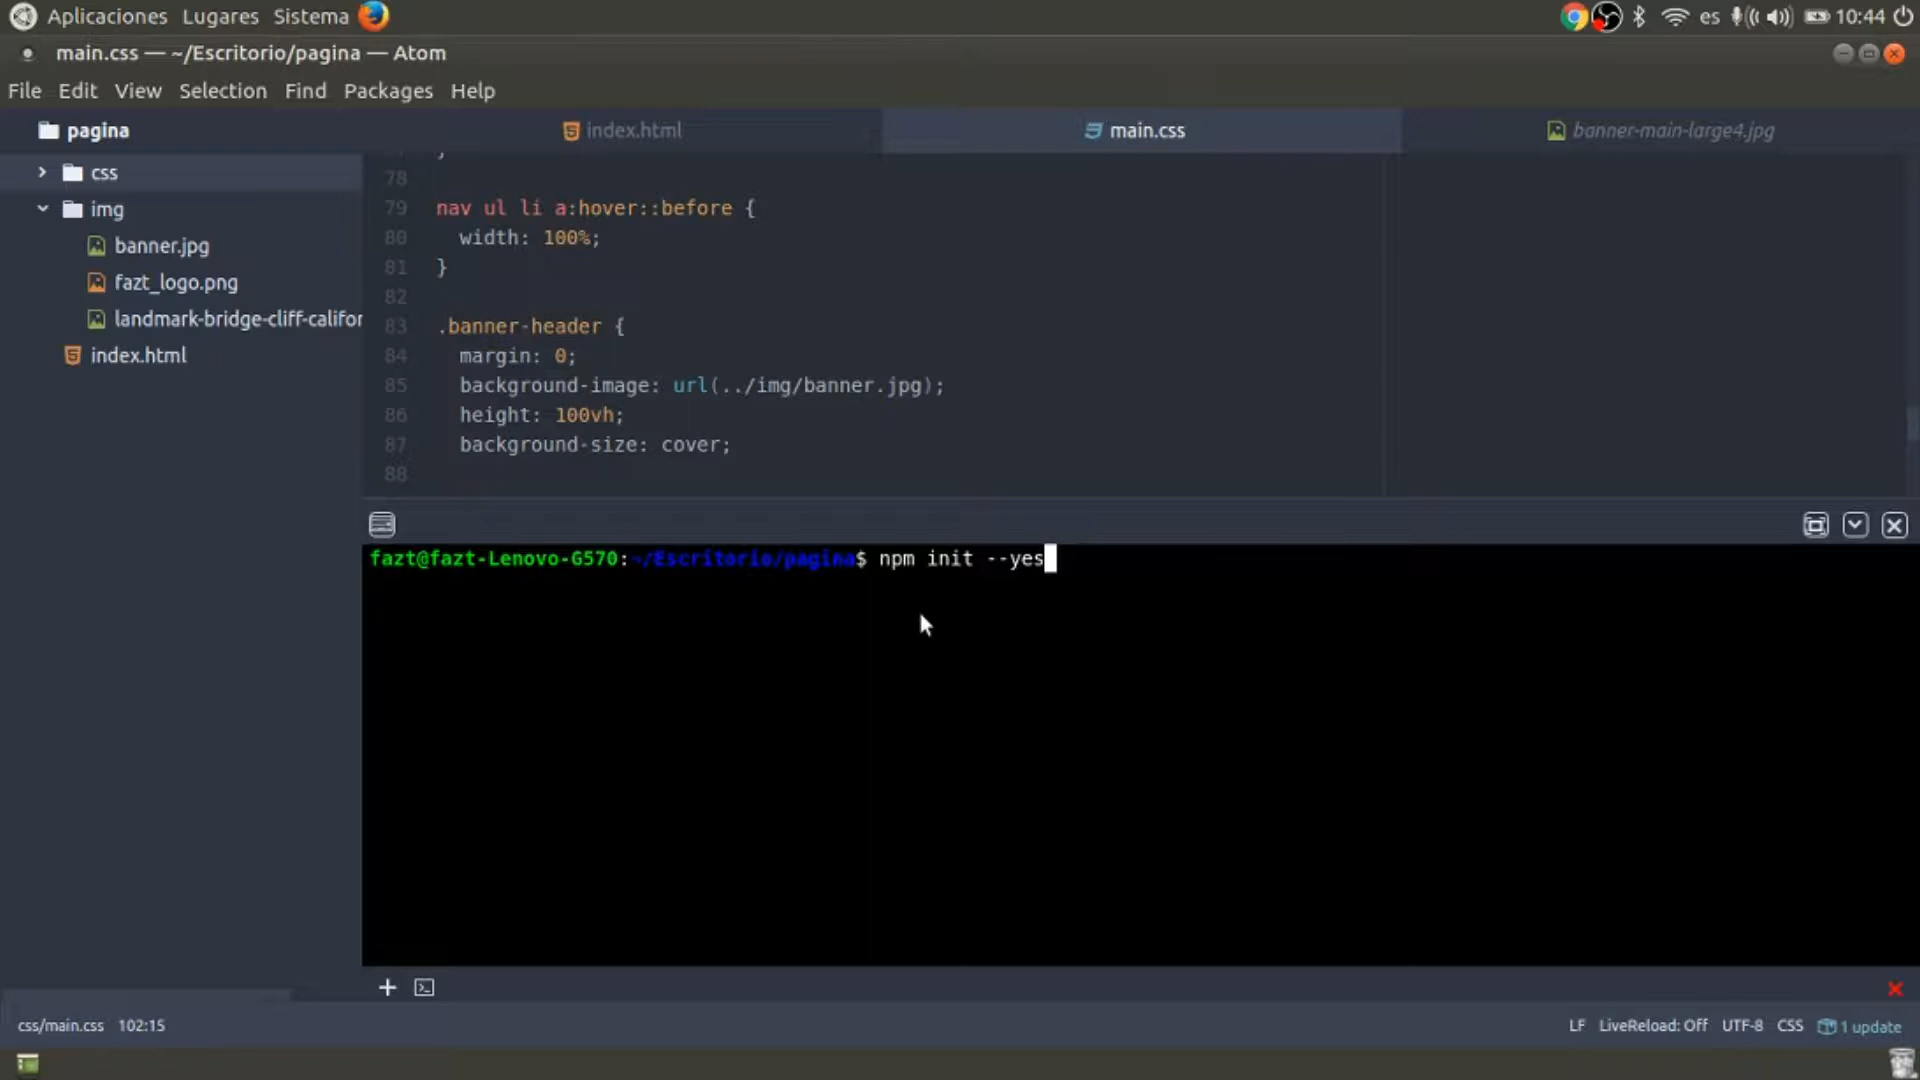 Aplicaciones Lugares Sistema
es 10:44
main.css — ~/Escritorio/pagina — Atom
File Edit View Selection Find Packages Help
pagina
index.html
main.css
banner-main-large4.jpg
css
img
banner.jpg
fazt_logo.png
landmark-bridge-cliff-califor
index.html
78
79 nav ul li a:hover::before {
80 width: 100%;
81 }
82
83 .banner-header {
84 margin: 0;
85 background-image: url(../img/banner.jpg);
86 height: 100vh;
87 background-size: cover;
88
fazt@fazt-Lenovo-G570:~/Escritorio/pagina$ npm init --yes
css/main.css 102:15
LF LiveReload: Off UTF-8 CSS 1 update